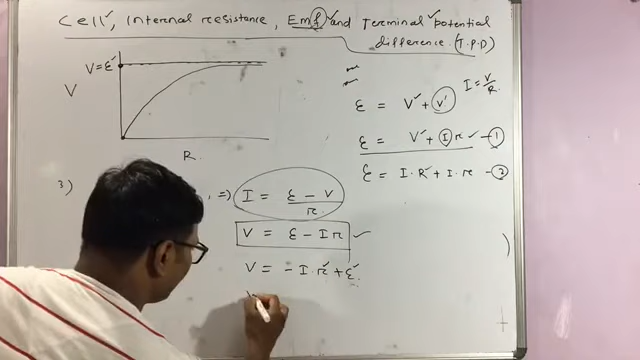 Cell, Internal resistance, Emf and Terminal potential
difference. (T.P.D)
V = ε
V
R.
I = V/R.
ε = V + V'
ε = V + I r —①
ε = I. R + I. r —②
3)
, ⇒ I = ε - V / r.
V = ε - I r
V = - I. r + ε